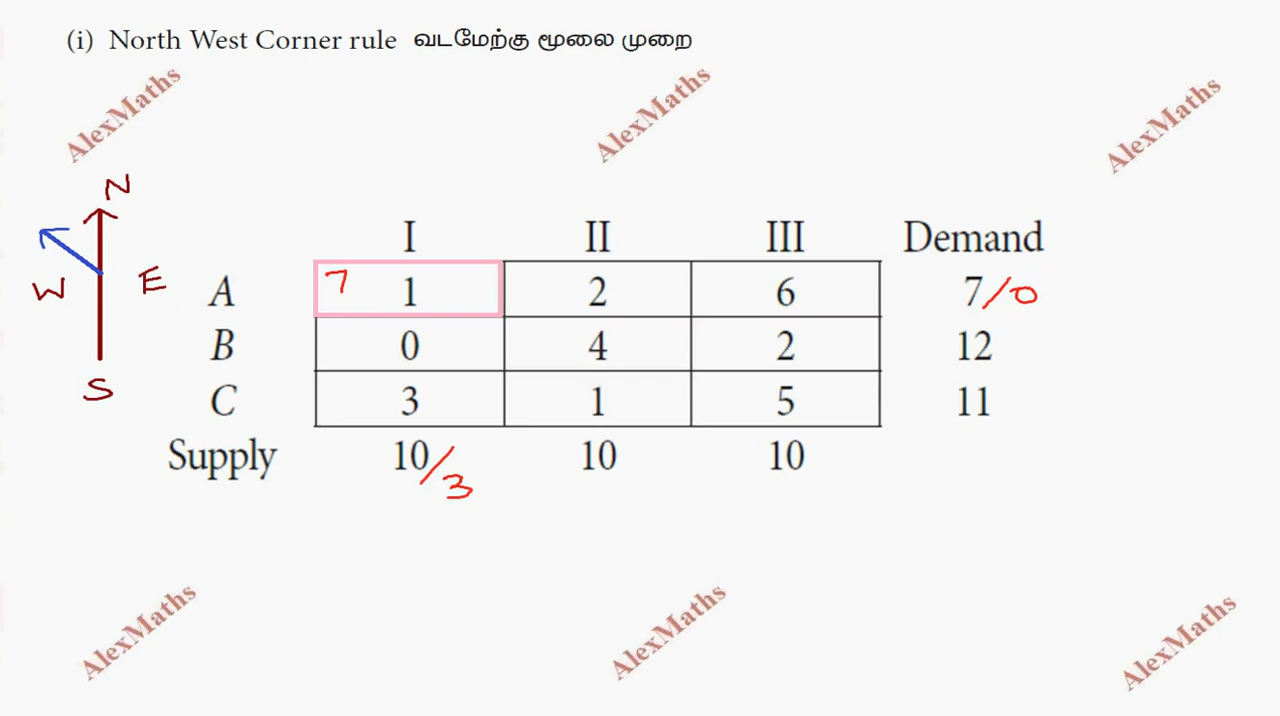 (i) North West Corner rule வடமேற்கு மூலை முறை
AlexMaths AlexMaths AlexMaths
N
W E
S
I II III Demand
A 7 1 2 6 7/0
B 0 4 2 12
C 3 1 5 11
Supply 10/3 10 10
AlexMaths AlexMaths AlexMaths